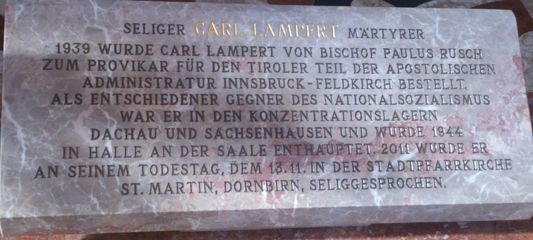 SELIGER CARL LAMPERT MÄRTYRER
1939 WURDE CARL LAMPERT VON BISCHOF PAULUS RUSCH
ZUM PROVIKAR FÜR DEN TIROLER TEIL DER APOSTOLISCHEN
ADMINISTRATUR INNSBRUCK-FELDKIRCH BESTELLT.
ALS ENTSCHIEDENER GEGNER DES NATIONALSOZIALISMUS
WAR ER IN DEN KONZENTRATIONSLAGERN
DACHAU UND SACHSENHAUSEN UND WURDE 1944
IN HALLE AN DER SAALE ENTHAUPTET. 2011 WURDE ER
AN SEINEM TODESTAG, DEM 13.11. IN DER STADTPFARRKIRCHE
ST. MARTIN, DORNBIRN, SELIGGESPROCHEN.